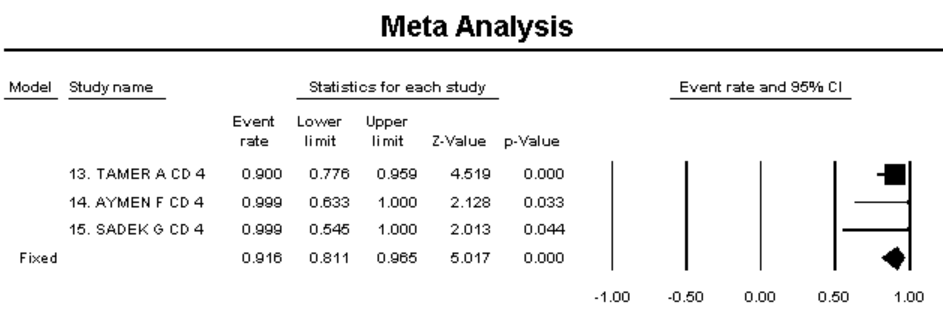 Meta Analysis
Model Study name Statistics for each study Event rate and 95% CI
Event Lower Upper
rate limit limit Z-Value p-Value
13. TAMER A CD 4 0.900 0.776 0.959 4.519 0.000
14. AYMEN F CD 4 0.999 0.633 1.000 2.128 0.033
15. SADEK G CD 4 0.999 0.545 1.000 2.013 0.044
Fixed 0.916 0.811 0.965 5.017 0.000
-1.00 -0.50 0.00 0.50 1.00